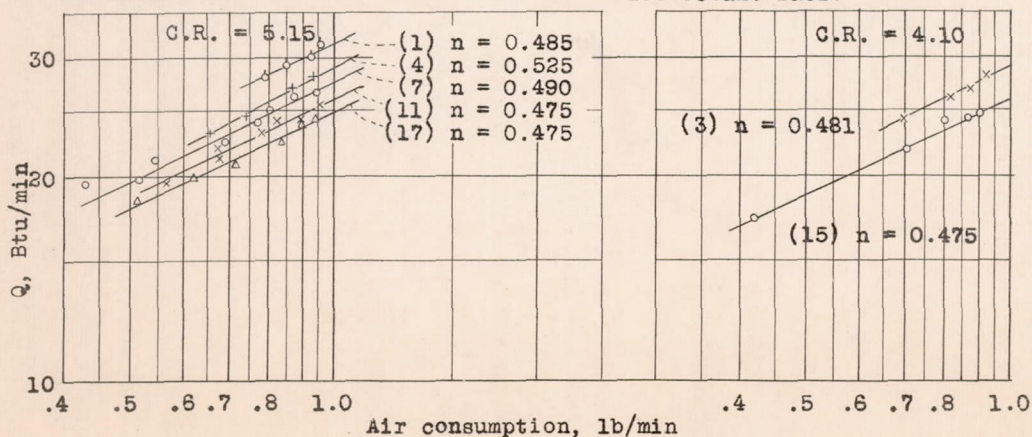 C.R. = 5.15
(1) n = 0.485
(4) n = 0.525
(7) n = 0.490
(11) n = 0.475
(17) n = 0.475
C.R. = 4.10
(3) n = 0.481
(15) n = 0.475
30
20
10
Q, Btu/min
.4 .5 .6 .7 .8 1.0
.4 .5 .6 .7 .8 1.0
Air consumption, lb/min